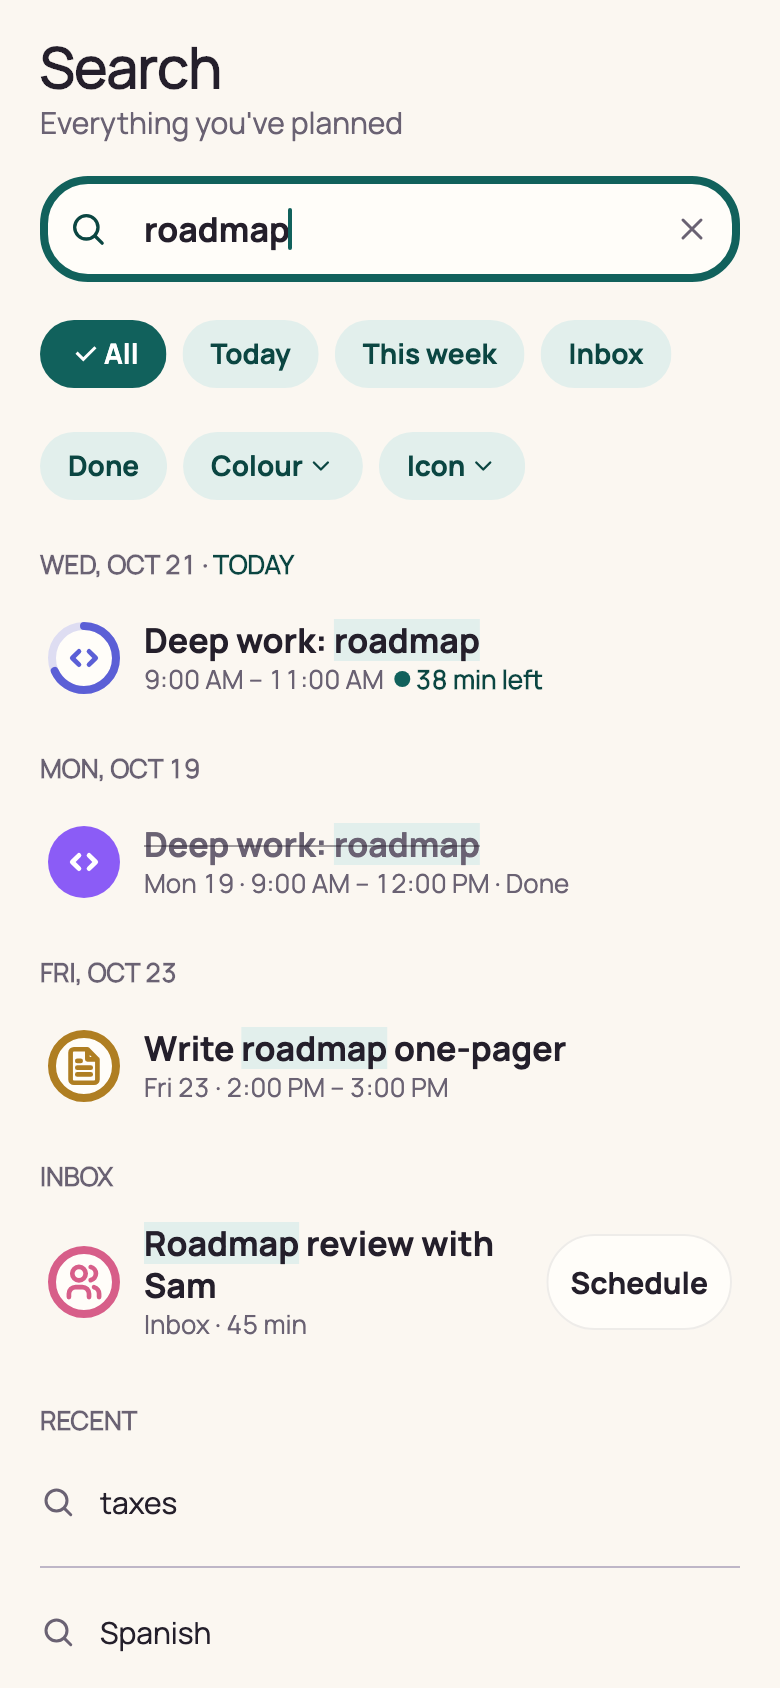 Search
Everything you've planned
roadmap
All
Today
This week
Inbox
Done
Colour
Icon
WED, OCT 21 · TODAY
Deep work: roadmap
9:00 AM – 11:00 AM
38 min left
MON, OCT 19
Deep work: roadmap
Mon 19 · 9:00 AM – 12:00 PM · Done
FRI, OCT 23
Write roadmap one-pager
Fri 23 · 2:00 PM – 3:00 PM
INBOX
Roadmap review with
Sam
Inbox · 45 min
Schedule
RECENT
taxes
Spanish